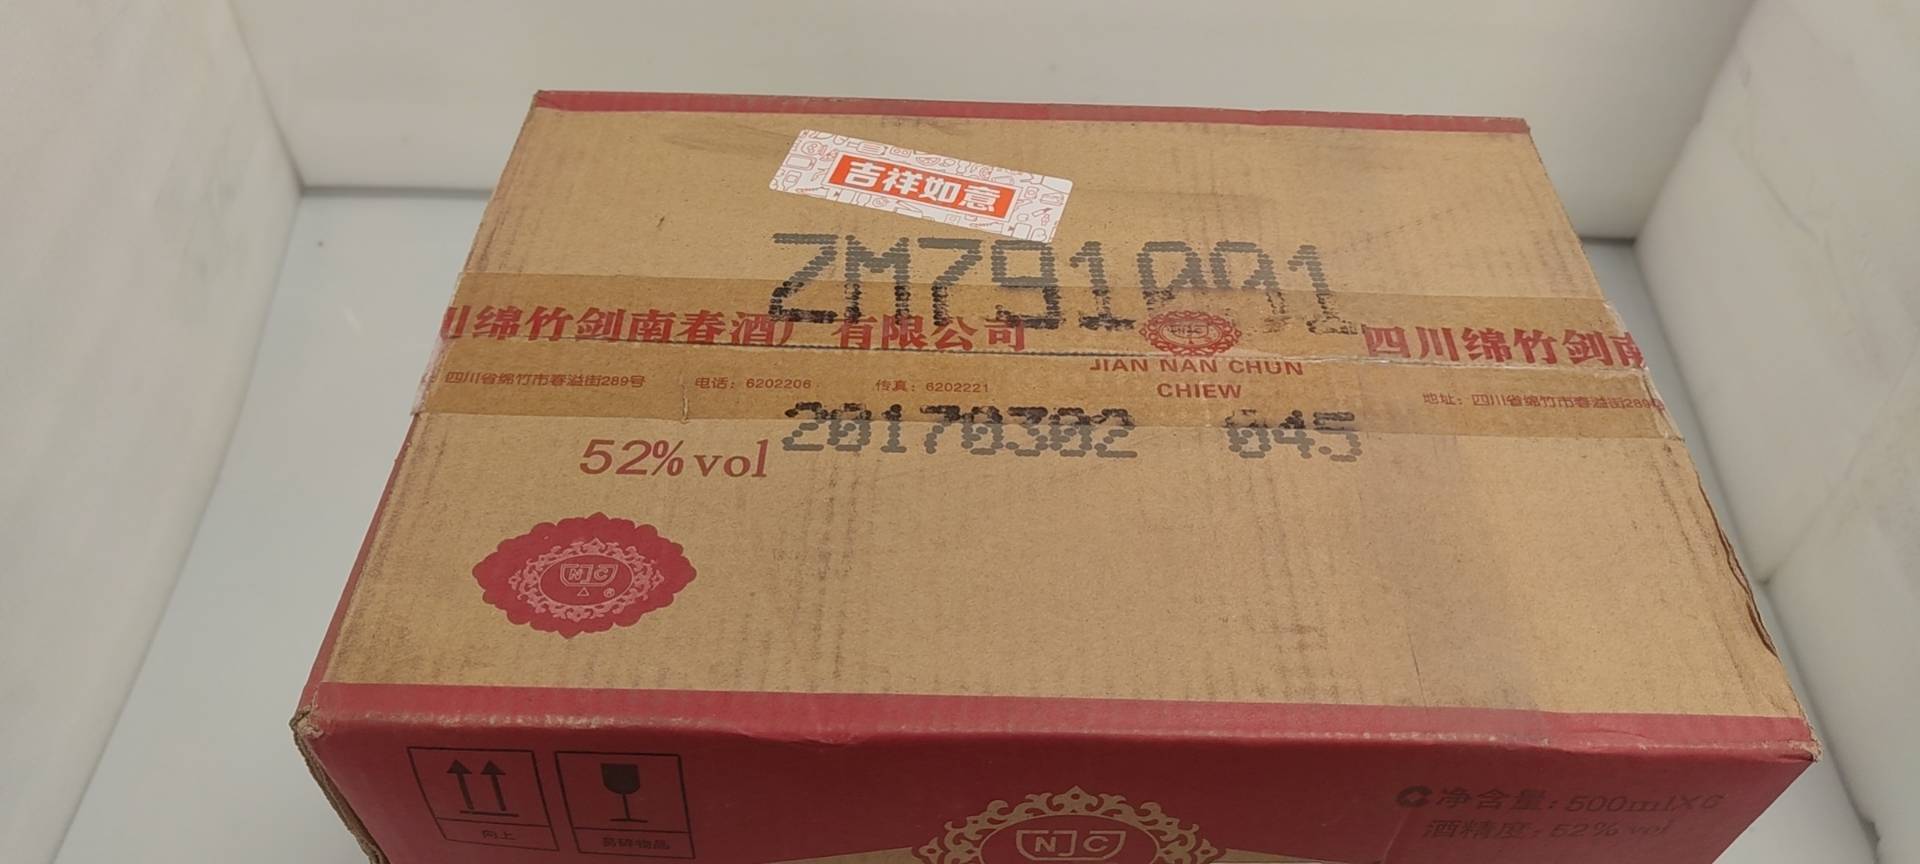 吉祥如意
ZM791001
川绵竹剑南春酒厂有限公司
四川绵竹剑南
JIAN NAN CHUN
CHIEW
四川省绵竹市春溢街289号 电话：6202206 传真：6202221
地址：四川省绵竹市春溢街289号
20170302 045
52%vol
NJC
®
向上
易碎物品
NJC
净含量：500mlX6
酒精度：52%vol